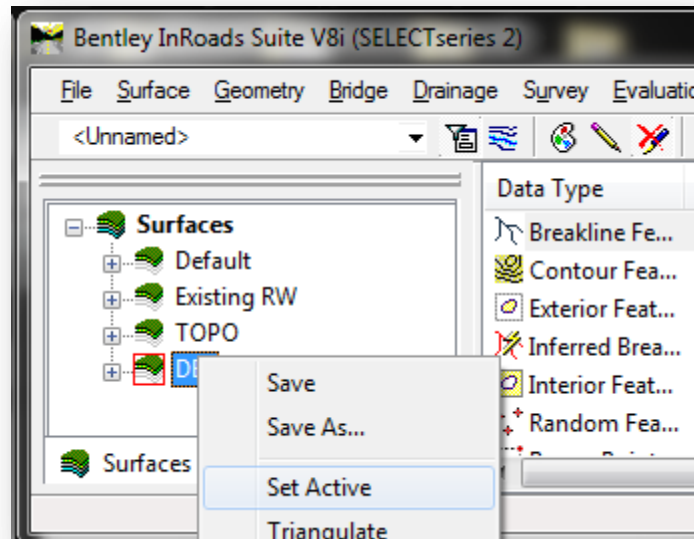 Bentley InRoads Suite V8i (SELECTseries 2)
File Surface Geometry Bridge Drainage Survey
<Unnamed>
Data Type
Surfaces
Default
Existing RW
TOPO
Breakline Fe...
Contour Fea...
Exterior Feat...
Inferred Brea...
Interior Feat...
Random Fea...
Save
Save As...
Set Active
Triangulate
Surfaces